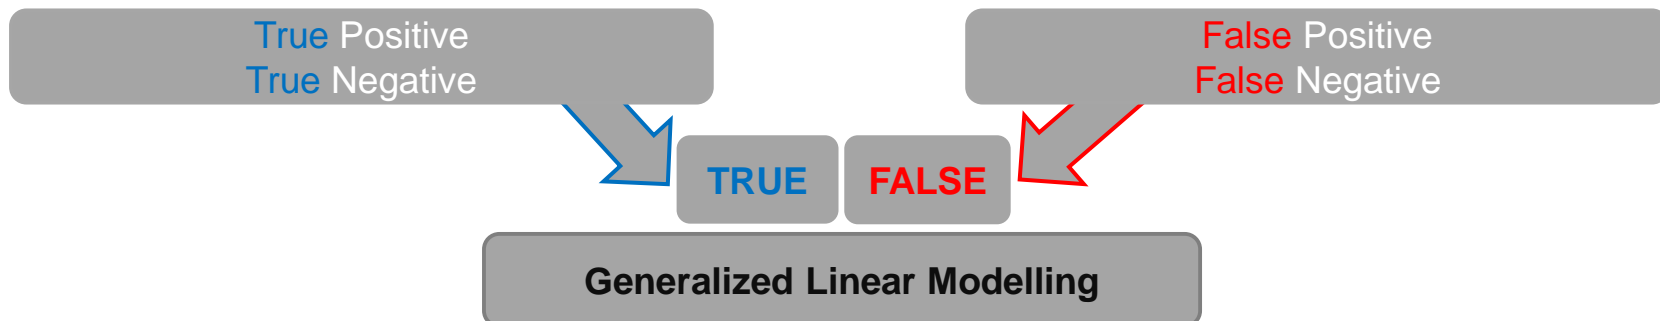 True Positive
True Negative
False Positive
False Negative
TRUE
FALSE
Generalized Linear Modelling